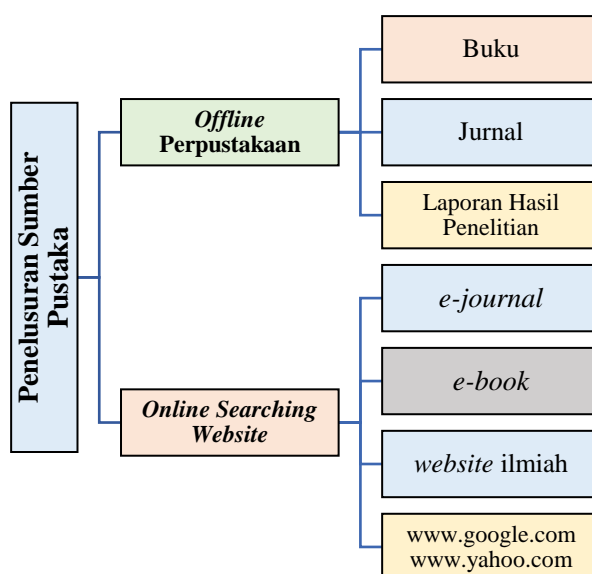 Penelusuran Sumber
Pustaka
Offline
Perpustakaan
Buku
Jurnal
Laporan Hasil
Penelitian
Online Searching
Website
e-journal
e-book
website ilmiah
www.google.com
www.yahoo.com